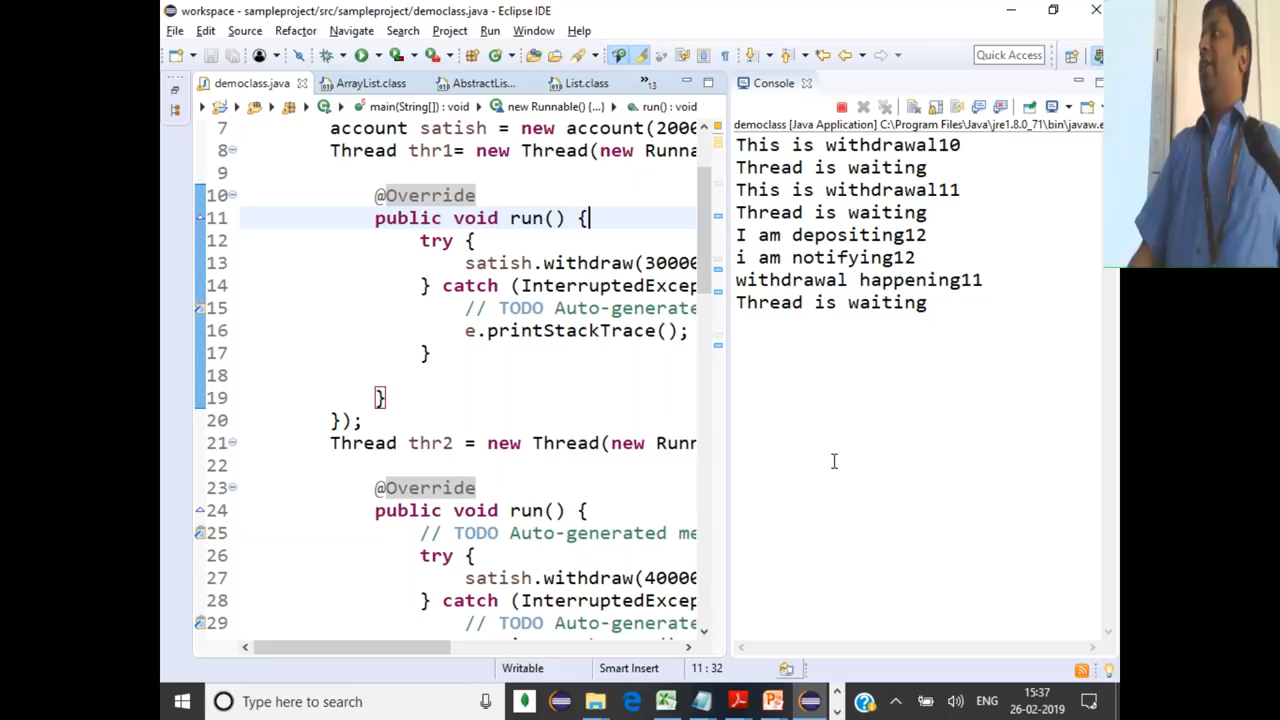 workspace - sampleproject/src/sampleproject/democlass.java - Eclipse IDE
File Edit Source Refactor Navigate Search Project Run Window Help
Quick Access
democlass.java ArrayList.class AbstractLis... List.class »13
main(String[]) : void new Runnable() {...} run() : void
7 account satish = new account(2000
8 Thread thr1= new Thread(new Runna
9
10 @Override
11 public void run() {
12 try {
13 satish.withdraw(30000
14 } catch (InterruptedExcep
15 // TODO Auto-generate
16 e.printStackTrace();
17 }
18
19 }
20 });
21 Thread thr2 = new Thread(new Runn
22
23 @Override
24 public void run() {
25 // TODO Auto-generated me
26 try {
27 satish.withdraw(40000
28 } catch (InterruptedExcep
29 // TODO Auto-generate
Console
democlass [Java Application] C:\Program Files\Java\jre1.8.0_71\bin\javaw.e
This is withdrawal10
Thread is waiting
This is withdrawal11
Thread is waiting
I am depositing12
i am notifying12
withdrawal happening11
Thread is waiting
Writable Smart Insert 11 : 32
Type here to search
ENG
15:37
26-02-2019